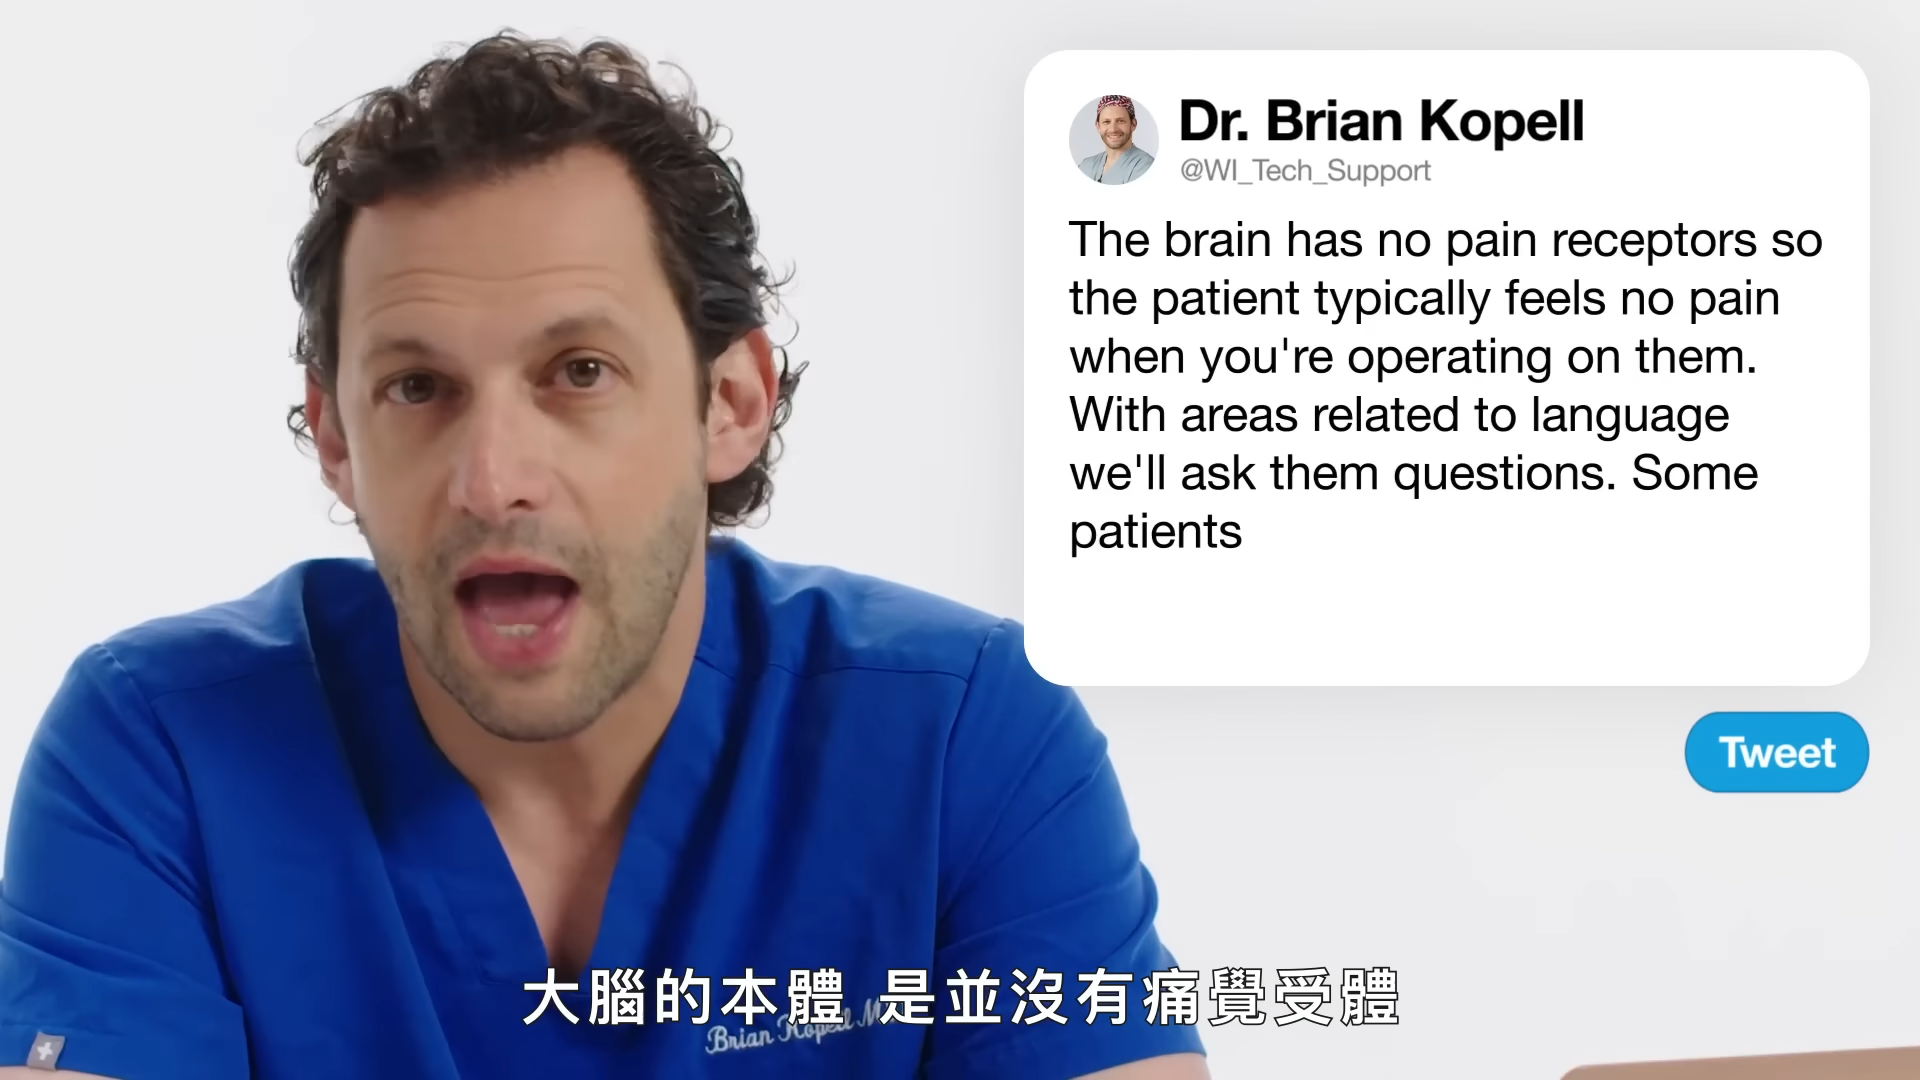 Dr. Brian Kopell
@WI_Tech_Support
The brain has no pain receptors so
the patient typically feels no pain
when you're operating on them.
With areas related to language
we'll ask them questions. Some
patients
Tweet
大腦的本體 是並沒有痛覺受體
Brian Kopell M